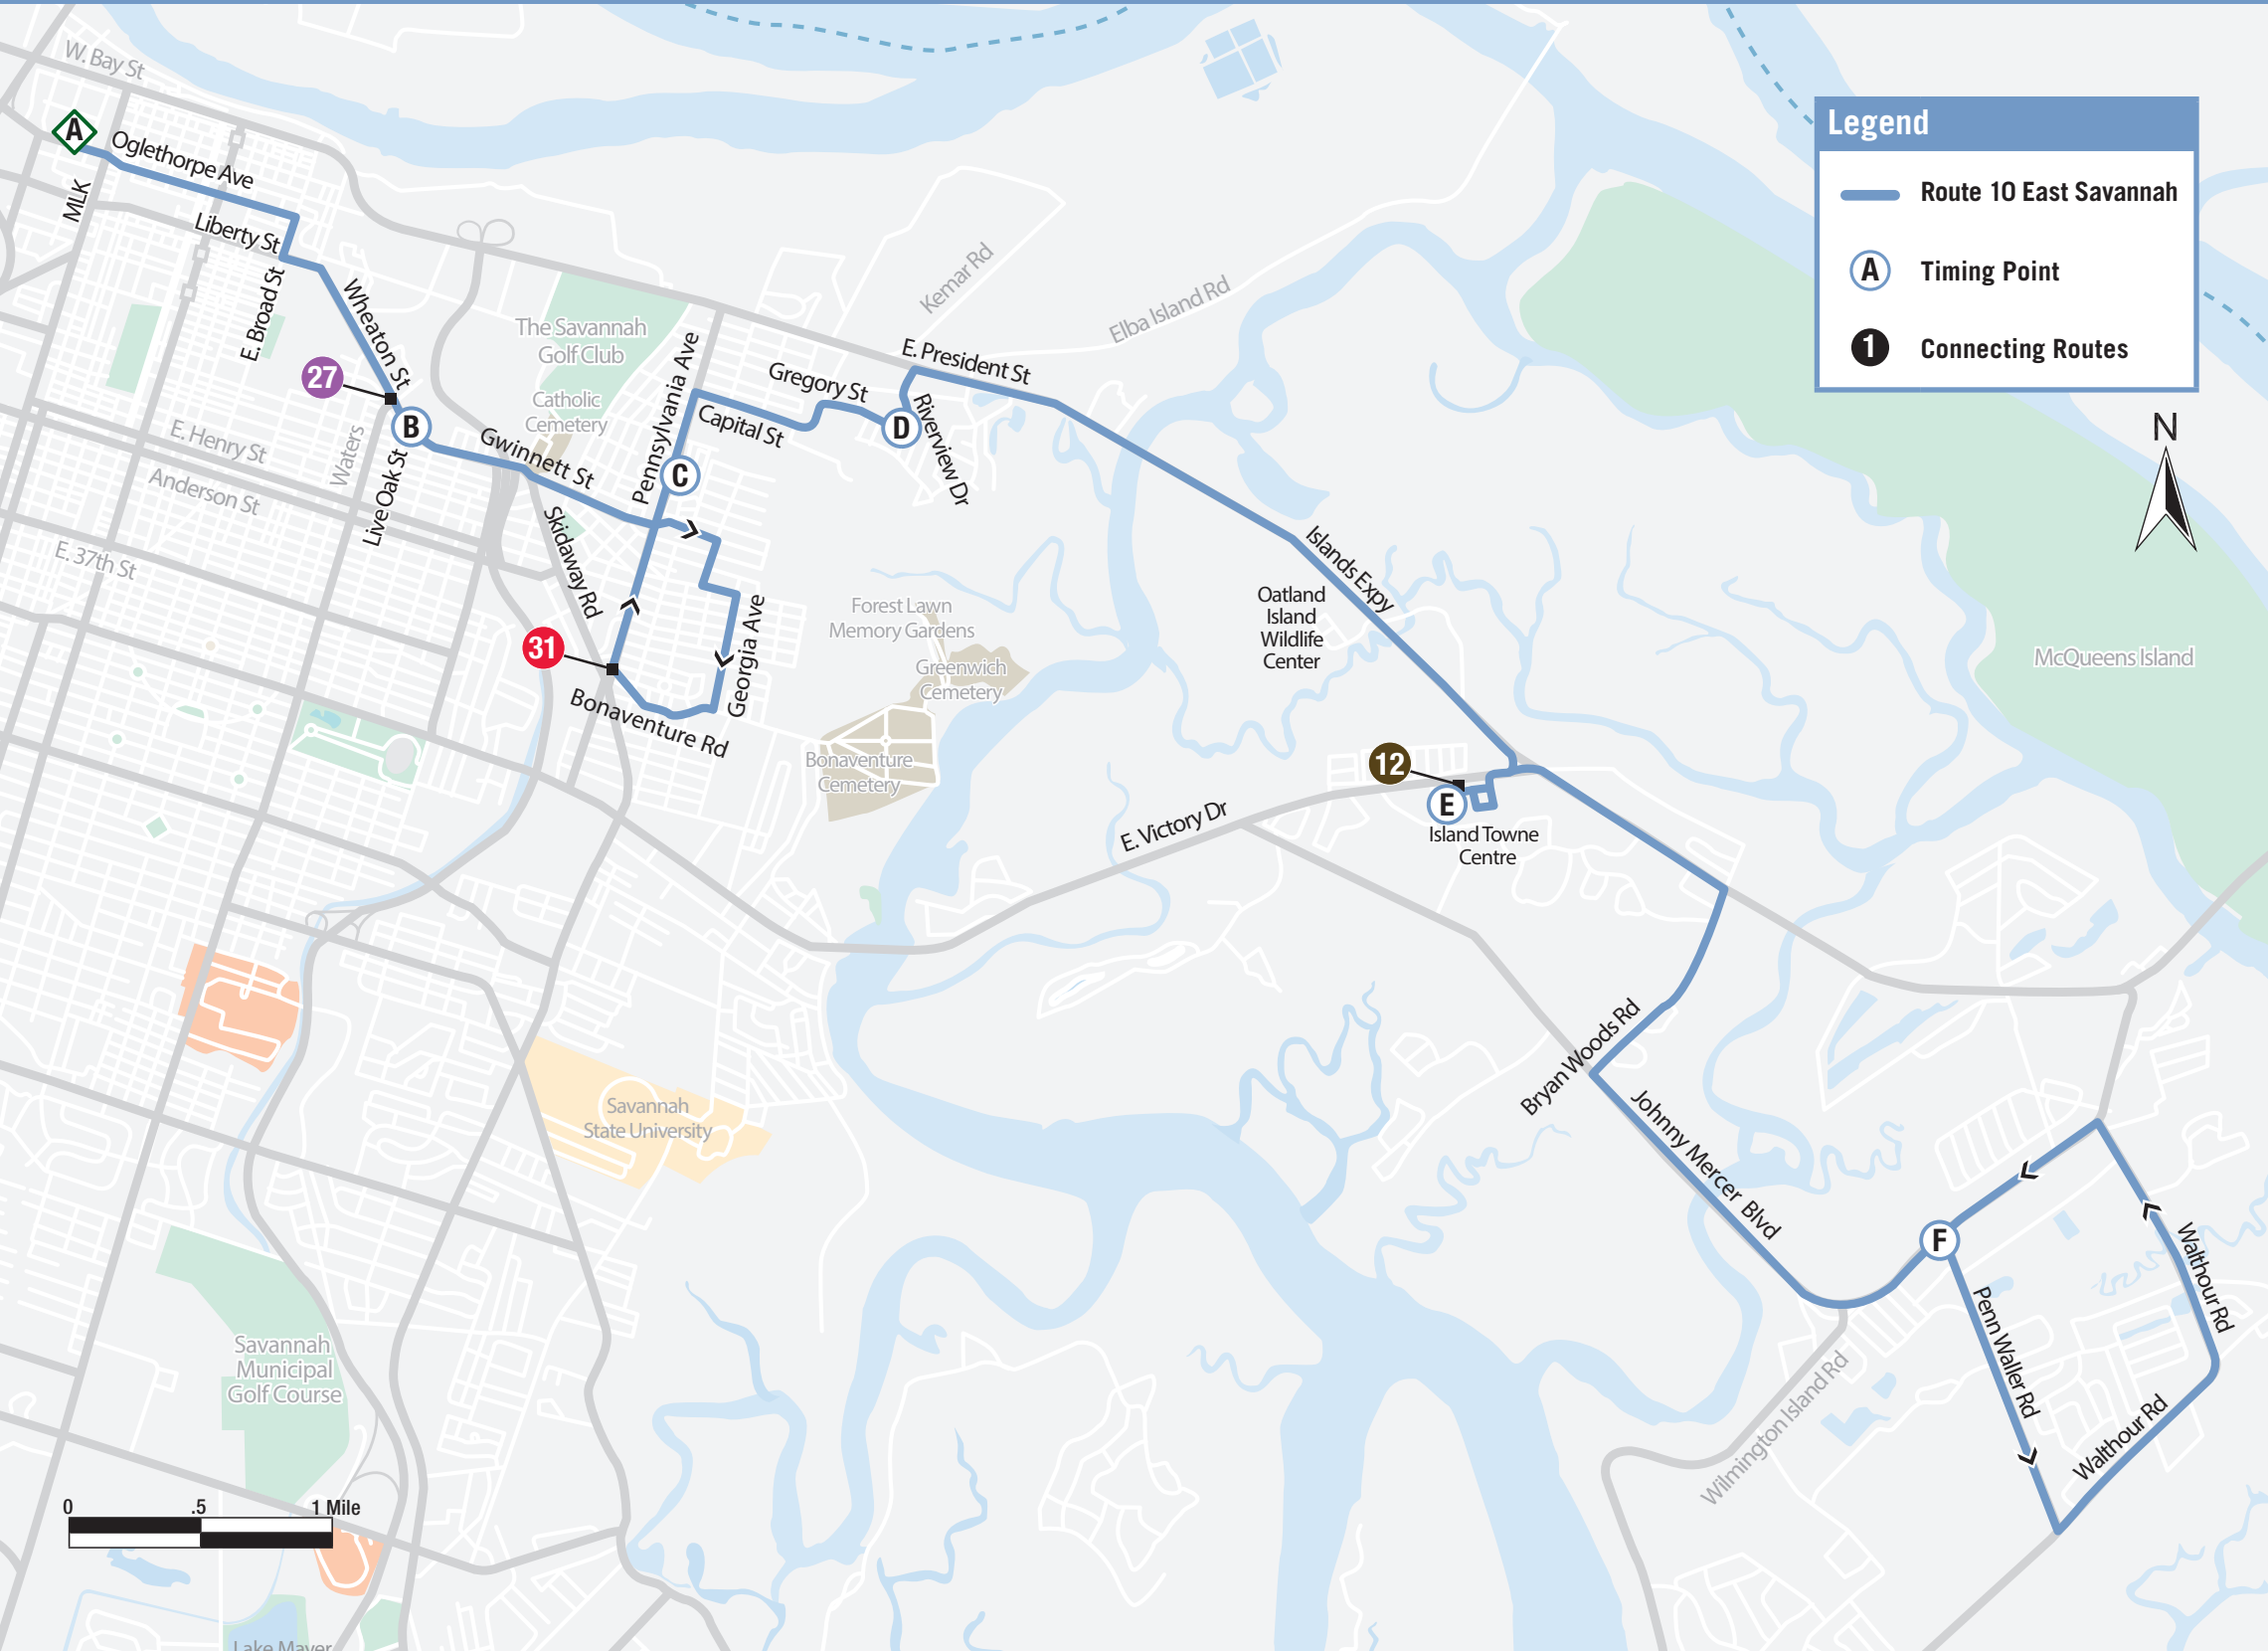 W. Bay St
A
Oglethorpe Ave
MLK
Liberty St
E. Broad St
Wheaton St
27
B
E. Henry St
Anderson St
Waters
Live Oak St
E. 37th St
The Savannah
Golf Club
Catholic
Cemetery
Gwinnett St
Pennsylvania Ave
C
Capital St
Gregory St
D
Riverview Dr
Kemar Rd
Elba Island Rd
E. President St
Skidaway Rd
31
Bonaventure Rd
Georgia Ave
Forest Lawn
Memory Gardens
Greenwich
Cemetery
Bonaventure
Cemetery
Islands Expy
Oatland
Island
Wildlife
Center
12
E
Island Towne
Centre
E. Victory Dr
Legend
Route 10 East Savannah
A
Timing Point
1
Connecting Routes
N
McQueens Island
Bryan Woods Rd
Johnny Mercer Blvd
F
Penn Waller Rd
Walthour Rd
Walthour Rd
Wilmington Island Rd
Savannah
State University
Savannah
Municipal
Golf Course
0 .5 1 Mile
Lake Mayer